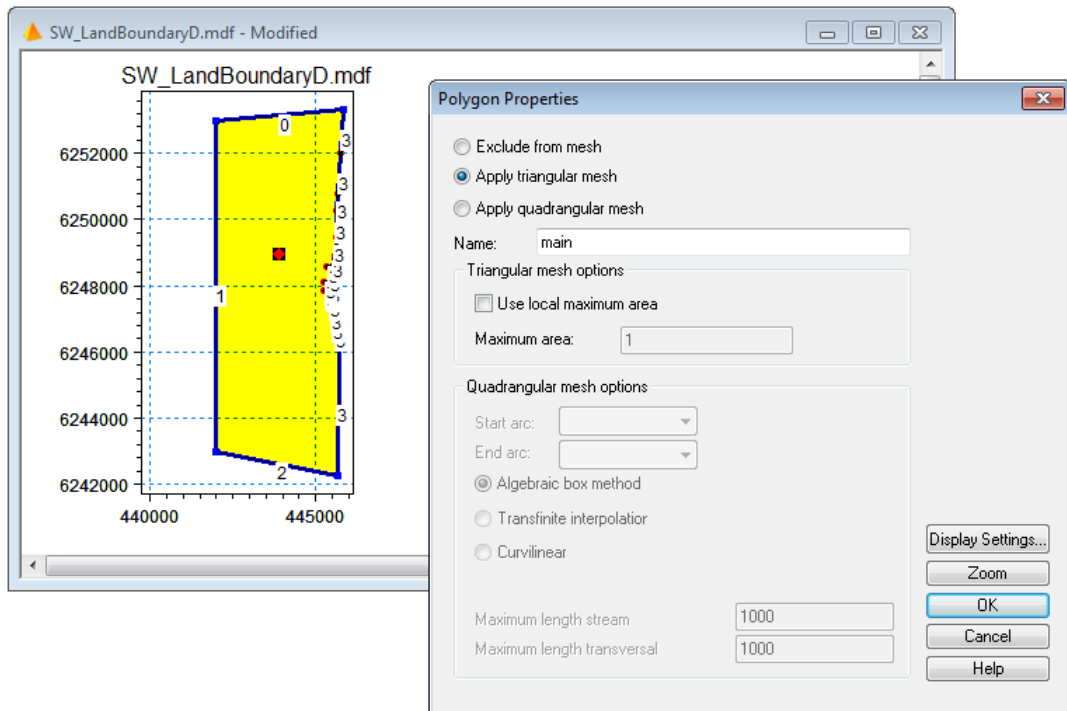 SW_LandBoundaryD.mdf - Modified
SW_LandBoundaryD.mdf
0
3
6252000
3
3
6250000
3
3
3
6248000
1
3
6246000
6244000
3
2
6242000
440000
445000
Polygon Properties
Exclude from mesh
Apply triangular mesh
Apply quadrangular mesh
Name: main
Triangular mesh options
Use local maximum area
Maximum area: 1
Quadrangular mesh options
Start arc:
End arc:
Algebraic box method
Transfinite interpolatior
Curvilinear
Maximum length stream 1000
Maximum length transversal 1000
Display Settings...
Zoom
OK
Cancel
Help